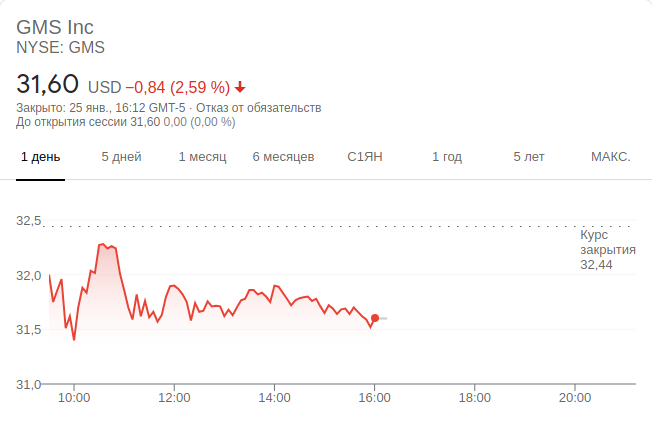 GMS Inc
NYSE: GMS
31,60 USD −0,84 (2,59 %)
Закрыто: 25 янв., 16:12 GMT-5 · Отказ от обязательств
До открытия сессии 31,60 0,00 (0,00 %)
1 день 5 дней 1 месяц 6 месяцев С1ЯН 1 год 5 лет МАКС.
32,5
Курс
закрытия
32,44
32,0
31,5
31,0
10:00 12:00 14:00 16:00 18:00 20:00